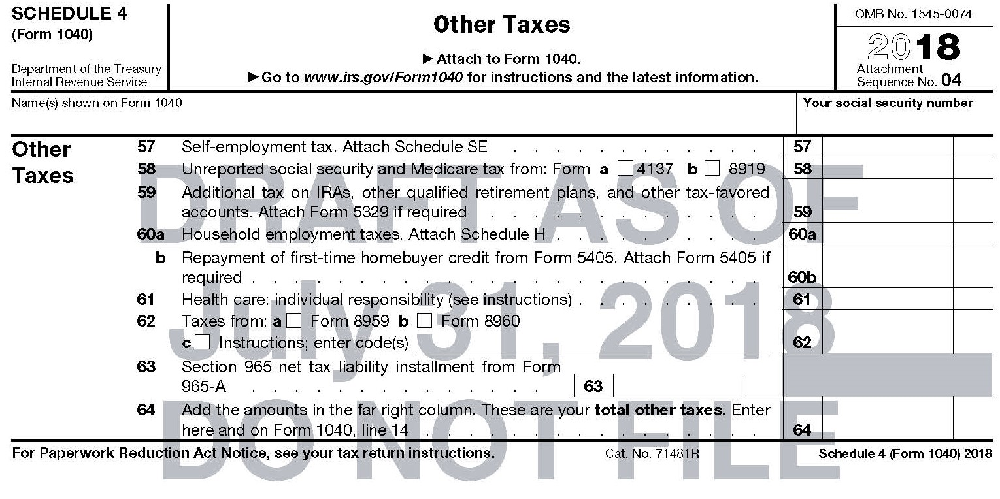 SCHEDULE 4
(Form 1040)
Department of the Treasury
Internal Revenue Service
Other Taxes
▶ Attach to Form 1040.
▶ Go to www.irs.gov/Form1040 for instructions and the latest information.
OMB No. 1545-0074
2018
Attachment
Sequence No. 04
Name(s) shown on Form 1040
Your social security number
Other
Taxes
57 Self-employment tax. Attach Schedule SE . . . . . . . . . . . . 57
58 Unreported social security and Medicare tax from: Form a 4137 b 8919 58
59 Additional tax on IRAs, other qualified retirement plans, and other tax-favored
accounts. Attach Form 5329 if required . . . . . . . . . . . . . 59
60a Household employment taxes. Attach Schedule H . . . . . . . . . . 60a
b Repayment of first-time homebuyer credit from Form 5405. Attach Form 5405 if
required . . . . . . . . . . . . . . . . . . . . . . . . 60b
61 Health care: individual responsibility (see instructions) . . . . . . . . . 61
62 Taxes from: a Form 8959 b Form 8960
c Instructions; enter code(s) 62
63 Section 965 net tax liability installment from Form
965-A . . . . . . . . . . . . . . 63
64 Add the amounts in the far right column. These are your total other taxes. Enter
here and on Form 1040, line 14 . . . . . . . . . . . . . . . . 64
For Paperwork Reduction Act Notice, see your tax return instructions. Cat. No. 71481R Schedule 4 (Form 1040) 2018
DRAFT AS OF
July 31, 2018
DO NOT FILE